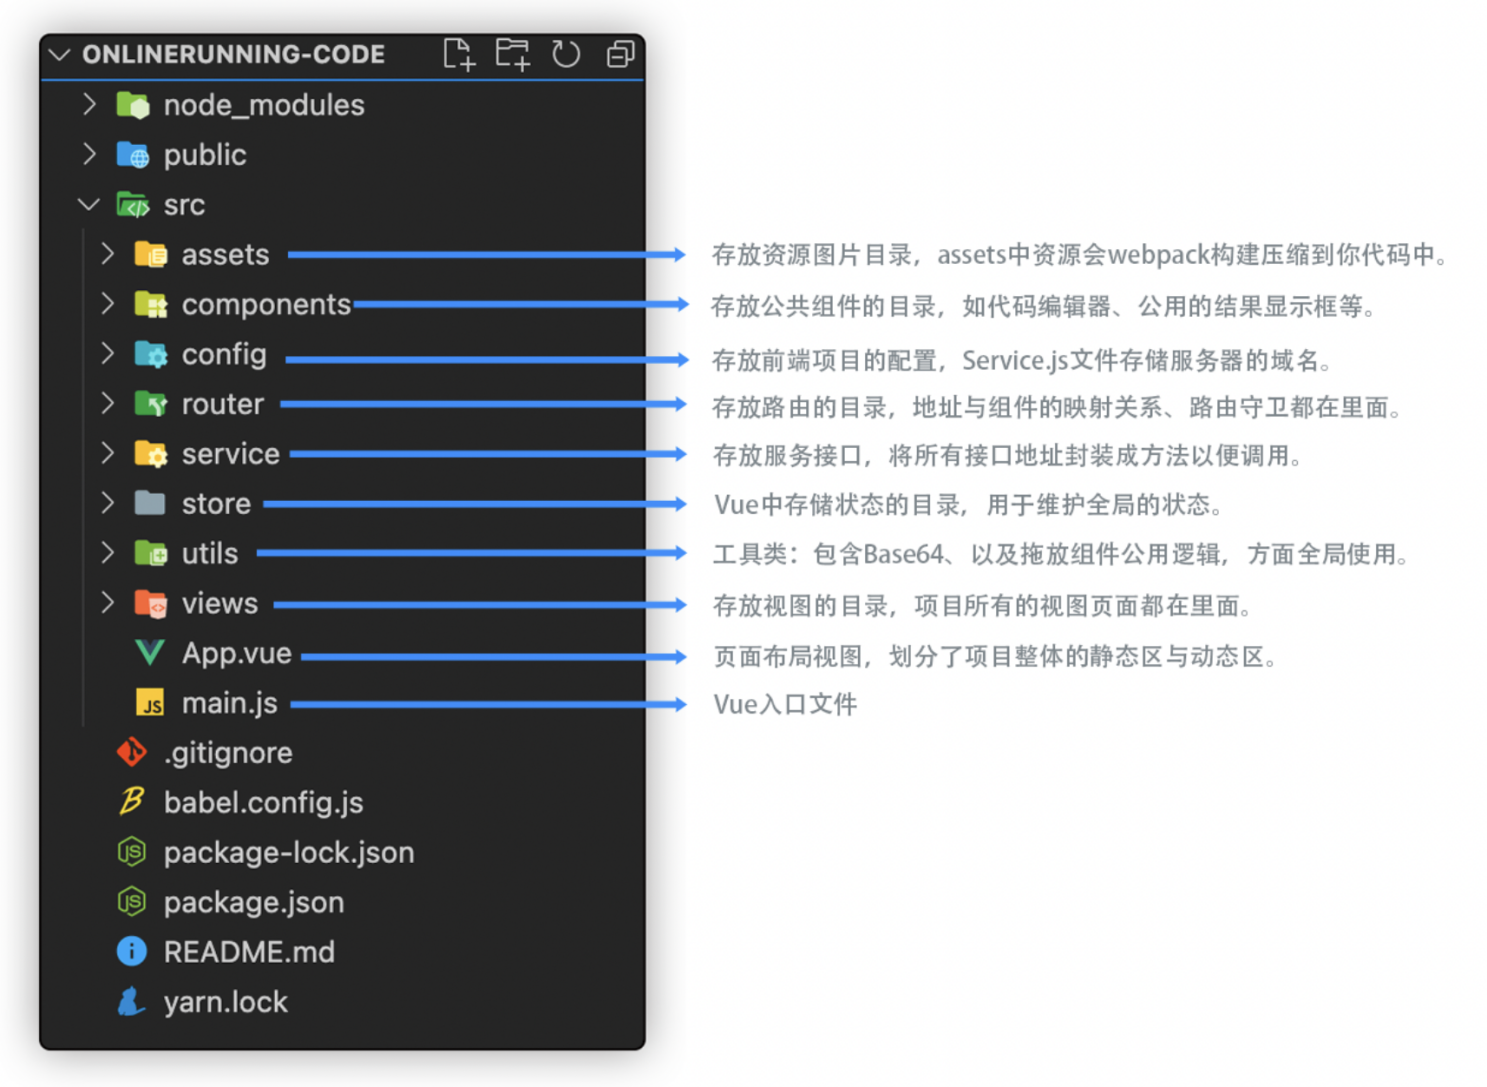 ONLINERUNNING-CODE
node_modules
public
src
assets 存放资源图片目录，assets中资源会webpack构建压缩到你代码中。
components 存放公共组件的目录，如代码编辑器、公用的结果显示框等。
config 存放前端项目的配置，Service.js文件存储服务器的域名。
router 存放路由的目录，地址与组件的映射关系、路由守卫都在里面。
service 存放服务接口，将所有接口地址封装成方法以便调用。
store Vue中存储状态的目录，用于维护全局的状态。
utils 工具类：包含Base64、以及拖放组件公用逻辑，方面全局使用。
views 存放视图的目录，项目所有的视图页面都在里面。
App.vue 页面布局视图，划分了项目整体的静态区与动态区。
main.js Vue入口文件
.gitignore
babel.config.js
package-lock.json
package.json
README.md
yarn.lock